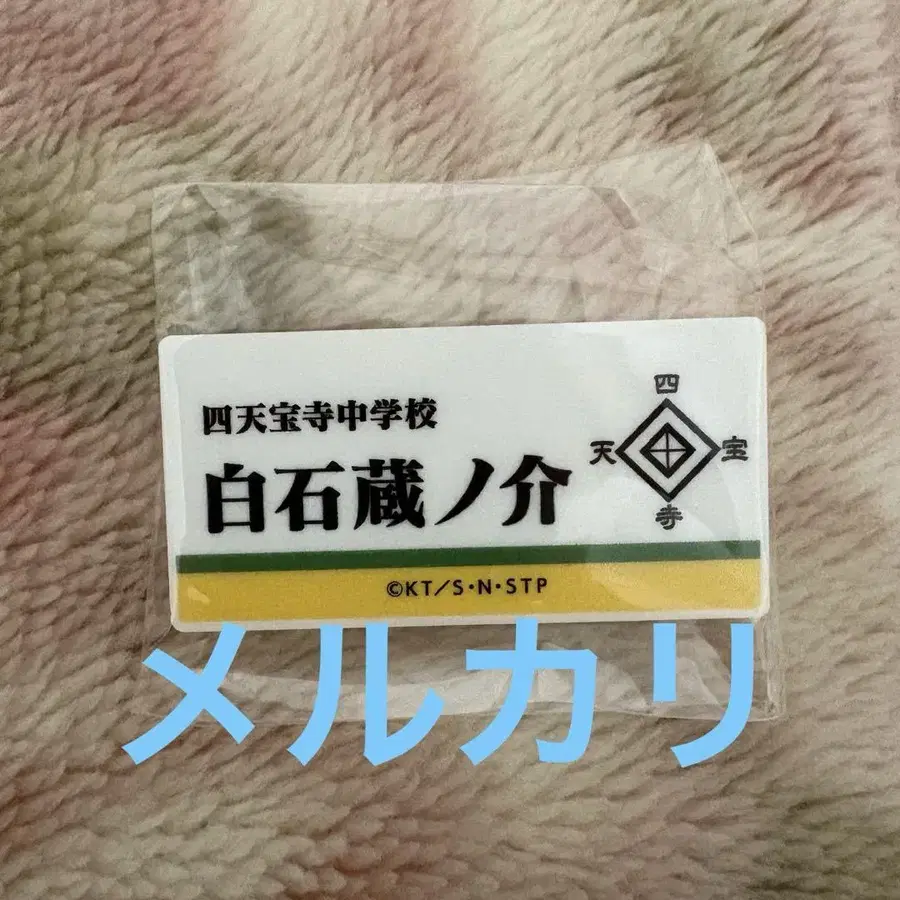 四天宝寺中学校
白石蔵ノ介
四
天 宝
寺
©KT/S・N・STP
メルカリ